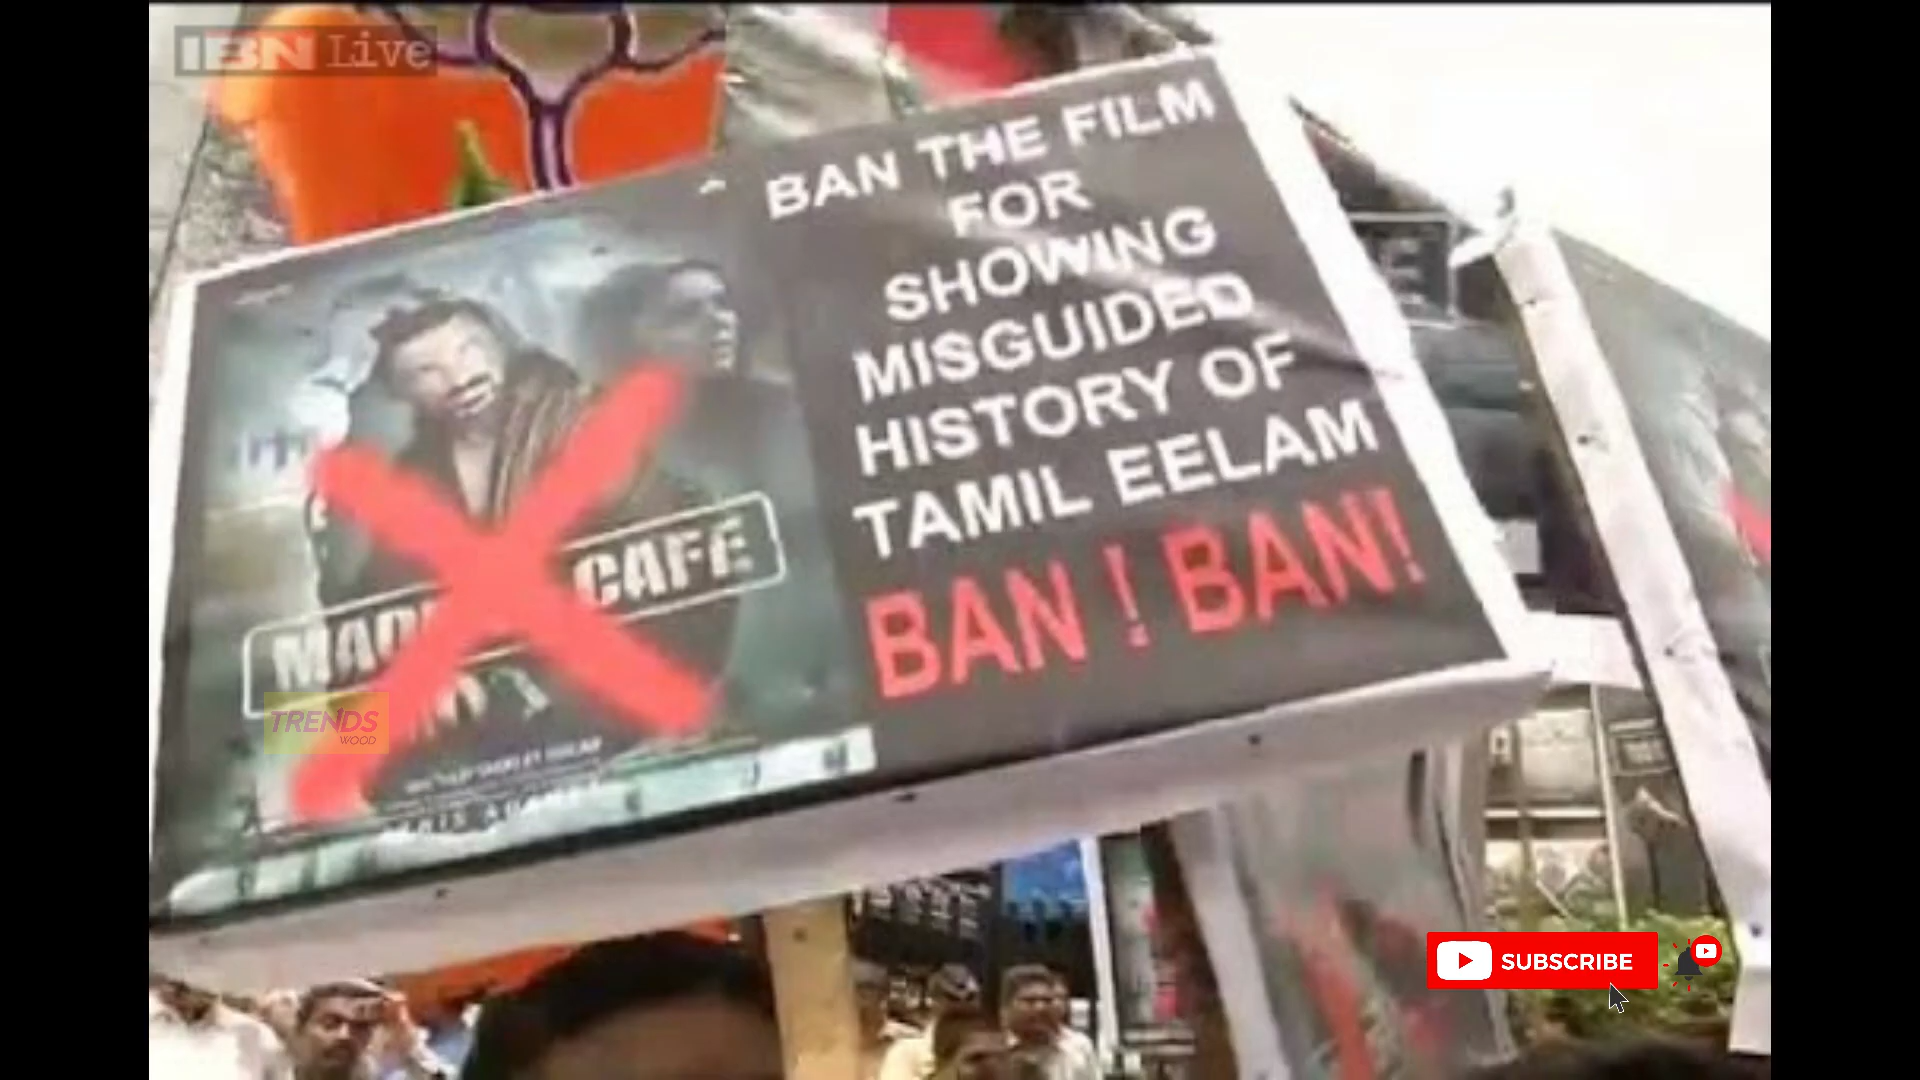 IBN Live
BAN THE FILM
FOR
SHOWING
MISGUIDED
HISTORY OF
TAMIL EELAM
BAN ! BAN!
CAFE
TRENDS
WOOD
SUBSCRIBE